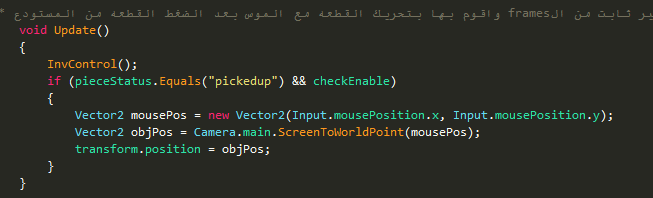 ير ثابت من الframes واقوم بها بتحريك القطعه مع الموس بعد الضغط القطعه من المستودع *
void Update()
{
InvControl();
if (pieceStatus.Equals("pickedup") && checkEnable)
{
Vector2 mousePos = new Vector2(Input.mousePosition.x, Input.mousePosition.y);
Vector2 objPos = Camera.main.ScreenToWorldPoint(mousePos);
transform.position = objPos;
}
}